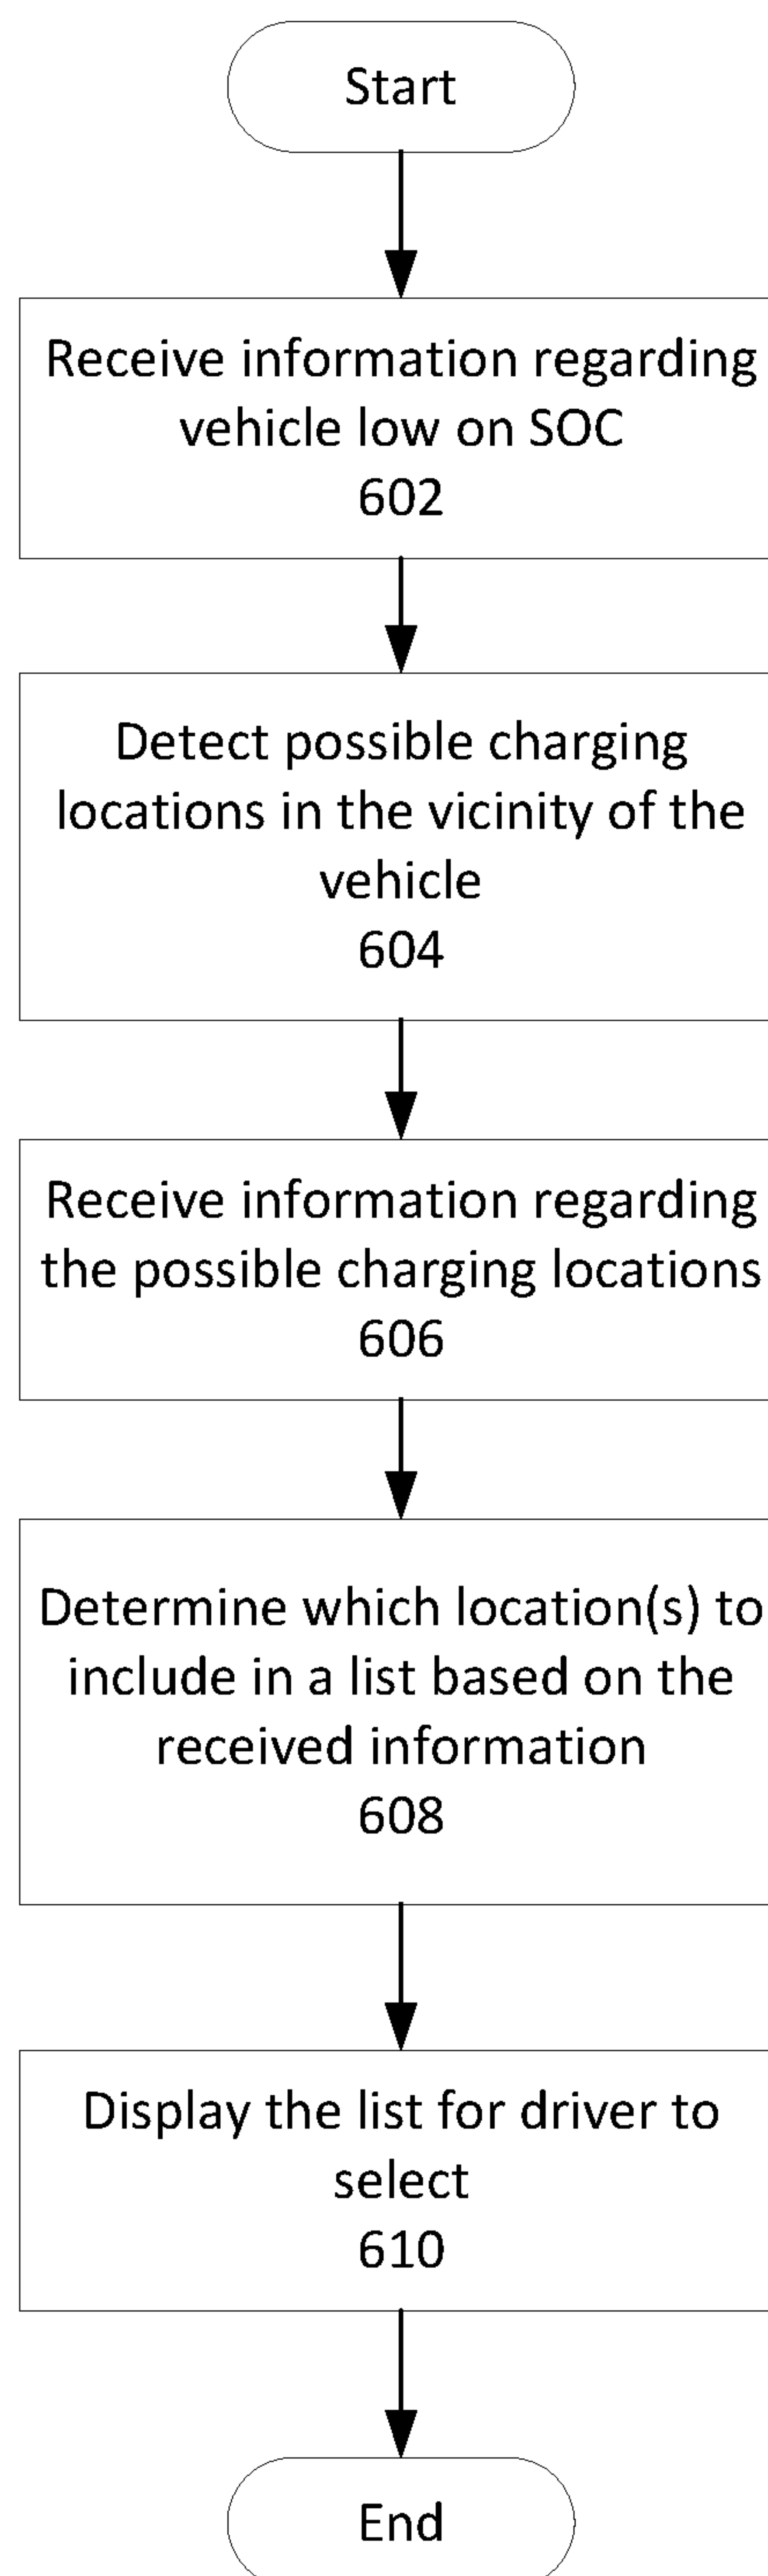 Start
Receive information regarding
vehicle low on SOC
602
Detect possible charging
locations in the vicinity of the
vehicle
604
Receive information regarding
the possible charging locations
606
Determine which location(s) to
include in a list based on the
received information
608
Display the list for driver to
select
610
End